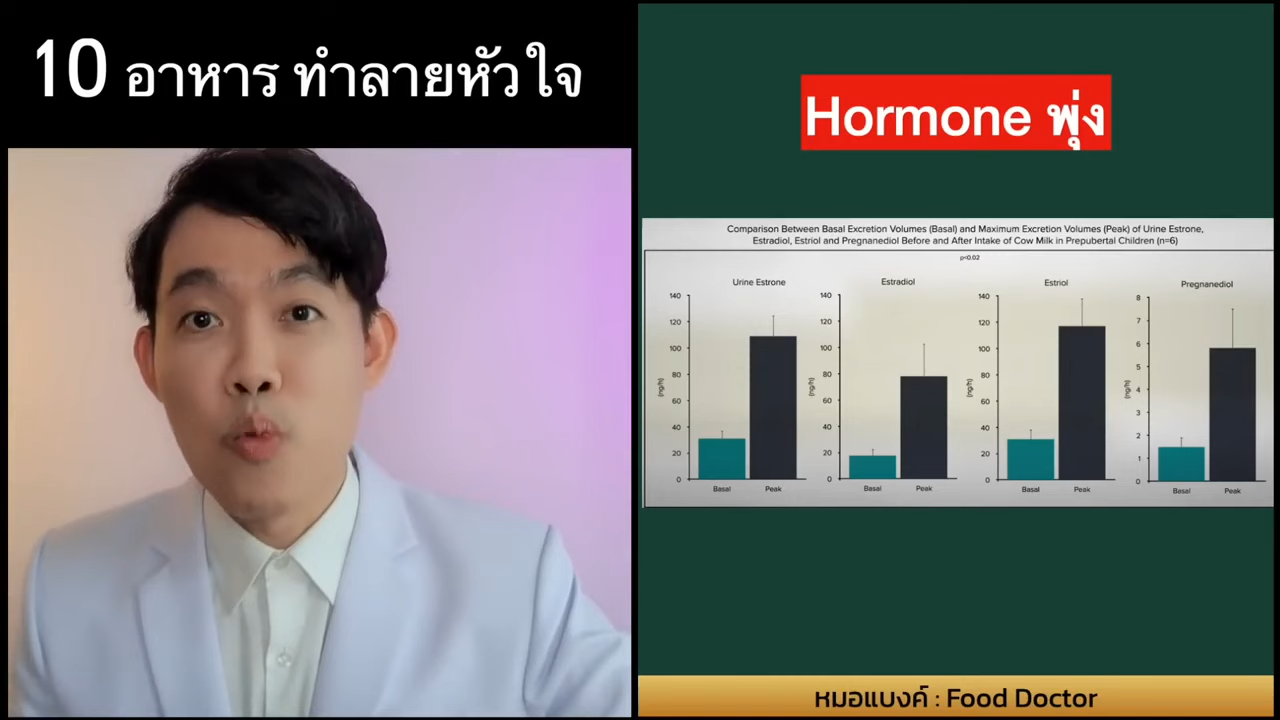 10 อาหาร ทำลายหัวใจ
Hormone พุ่ง
Comparison Between Basal Excretion Volumes (Basal) and Maximum Excretion Volumes (Peak) of Urine Estrone,
Estradiol, Estriol and Pregnanediol Before and After Intake of Cow Milk in Prepubertal Children (n=6)
p<0.02
Urine Estrone
140
120
100
80
60
40
20
0
(ng/h)
Basal Peak
Estradiol
140
120
100
80
60
40
20
0
(ng/h)
Basal Peak
Estriol
140
120
100
80
60
40
20
0
(ng/h)
Basal Peak
Pregnanediol
8
7
6
5
4
3
2
1
0
(ng/h)
Basal Peak
หมอแบงค์ : Food Doctor